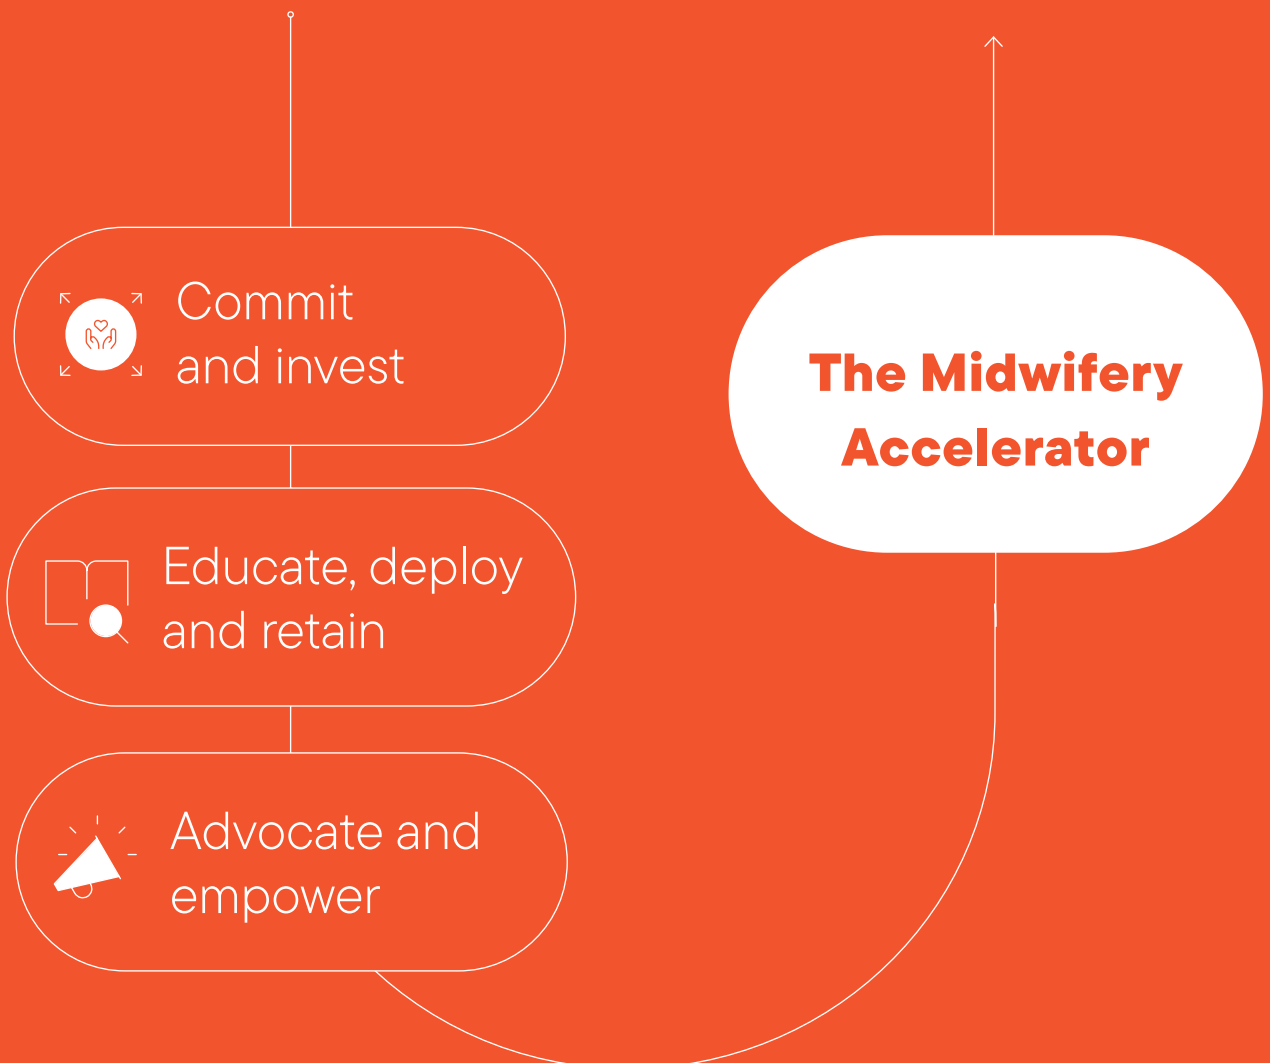 Commit
and invest
Educate, deploy
and retain
Advocate and
empower
The Midwifery
Accelerator